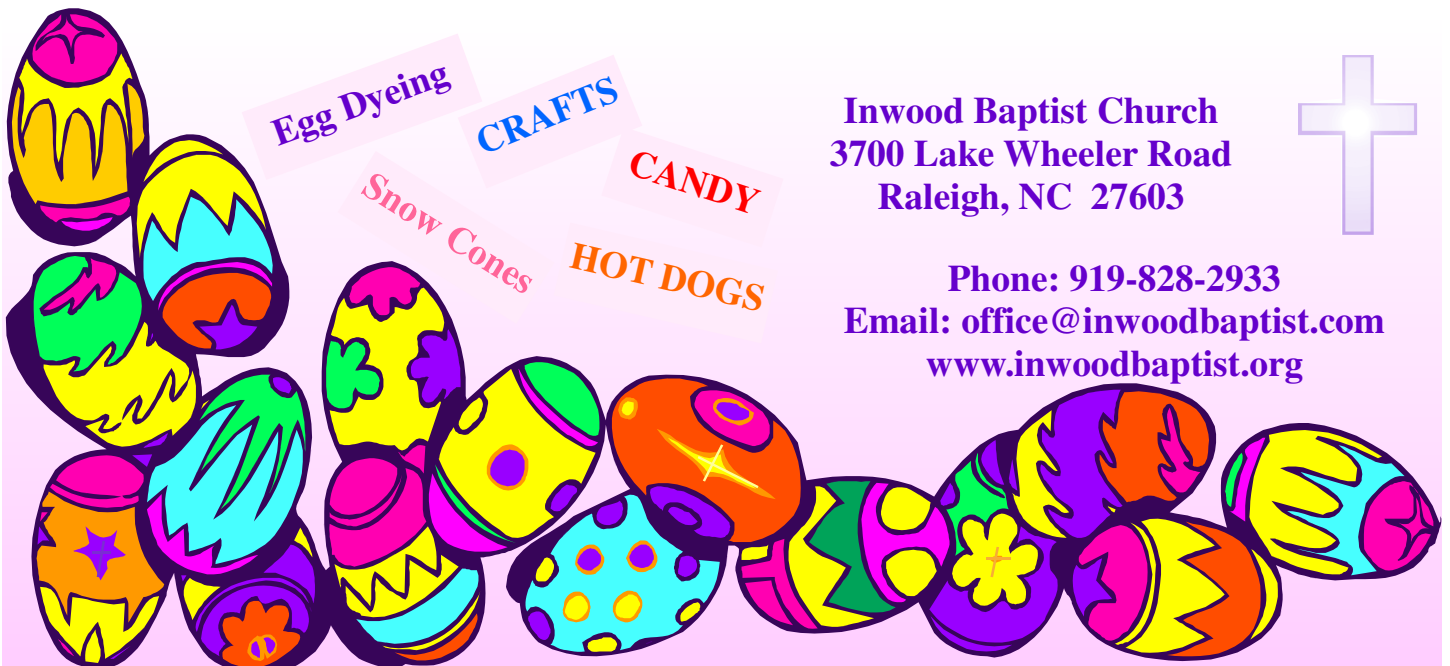 Egg Dyeing
CRAFTS
CANDY
Snow Cones
HOT DOGS
Inwood Baptist Church
3700 Lake Wheeler Road
Raleigh, NC 27603
Phone: 919-828-2933
Email: office@inwoodbaptist.com
www.inwoodbaptist.org